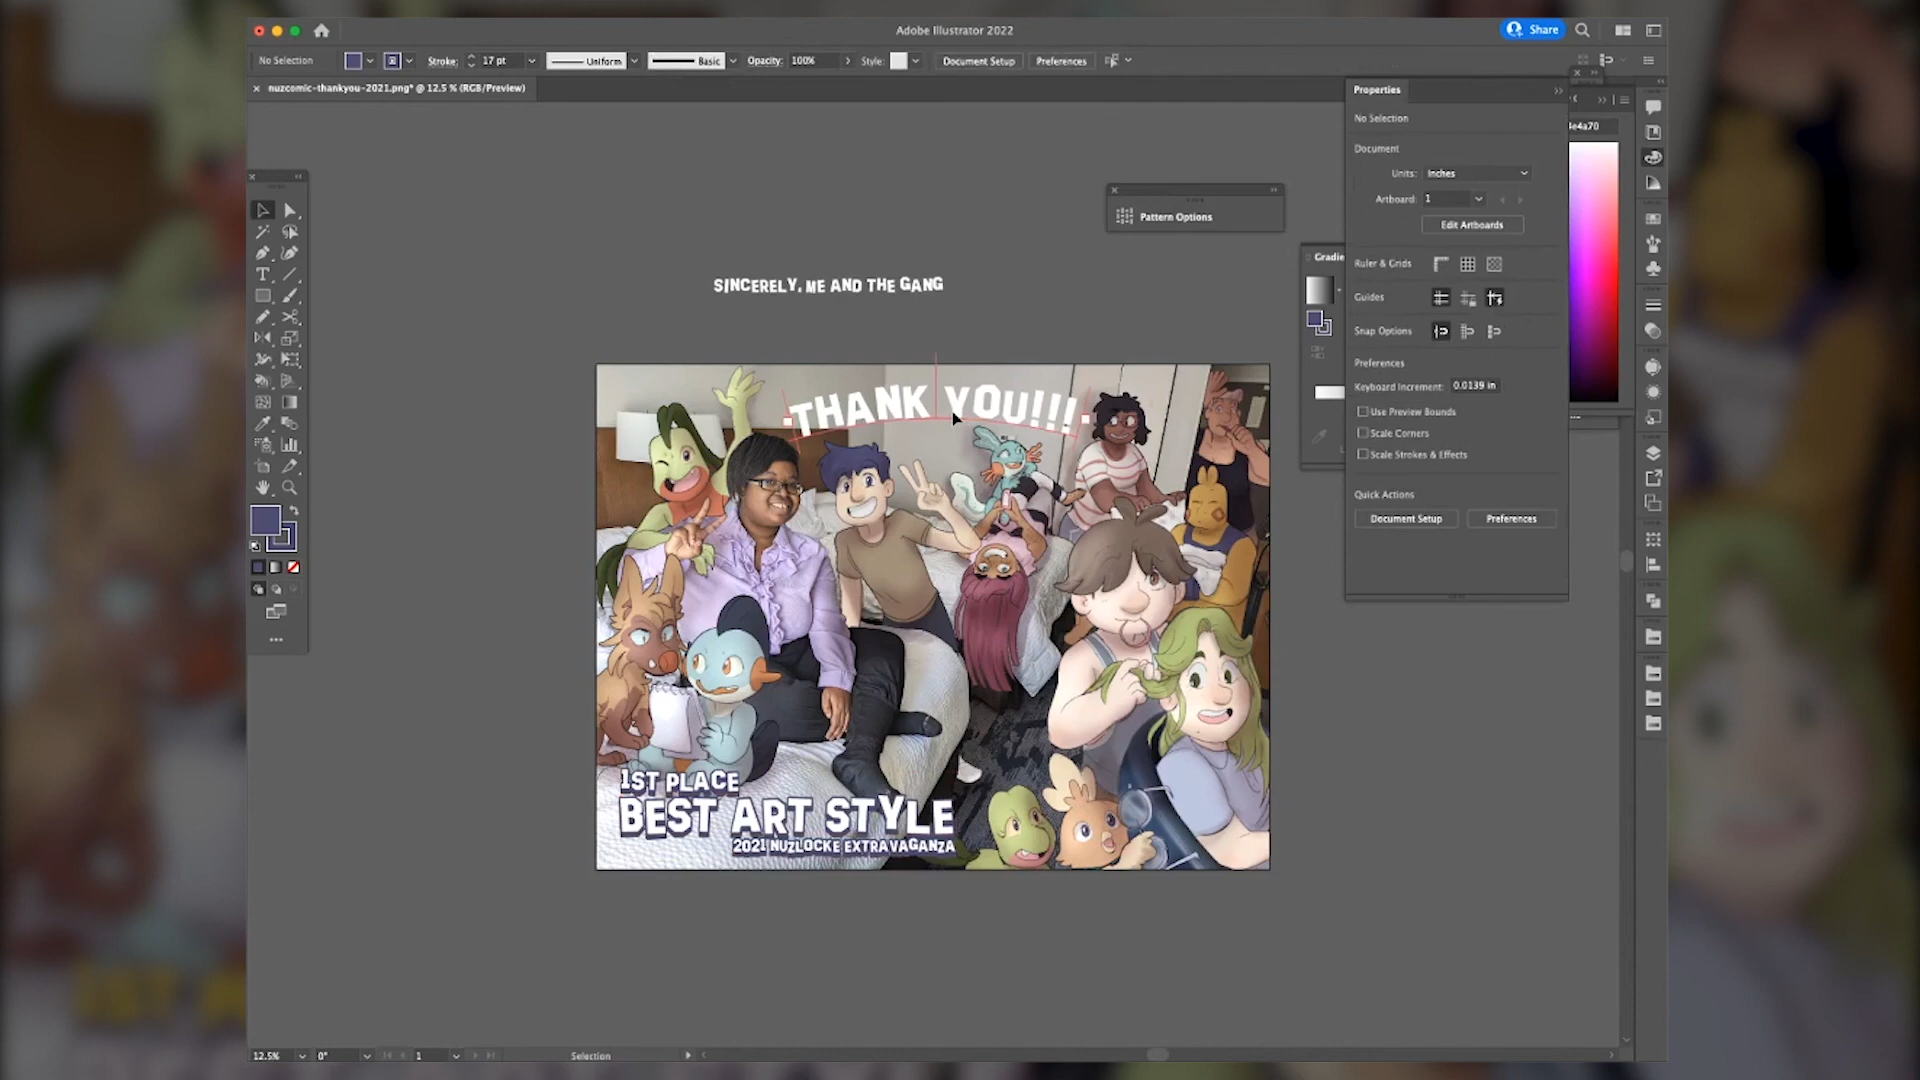 Adobe Illustrator 2022
Share
No Selection
Stroke: 17 pt
Uniform
Basic
Opacity: 100%
Style:
Document Setup
Preferences
nuzcomic-thankyou-2021.png* @ 12.5 % (RGB/Preview)
Properties
No Selection
Document
Units: Inches
Artboard: 1
Edit Artboards
Ruler & Grids
Guides
Snap Options
Preferences
Keyboard Increment: 0.0139 in
Use Preview Bounds
Scale Corners
Scale Strokes & Effects
Quick Actions
Document Setup
Preferences
Pattern Options
Gradie
e4a70
SINCERELY, ME AND THE GANG
THANK YOU!!!
1ST PLACE
BEST ART STYLE
2021 NUZLOCKE EXTRAVAGANZA
12.5%
0°
1
Selection